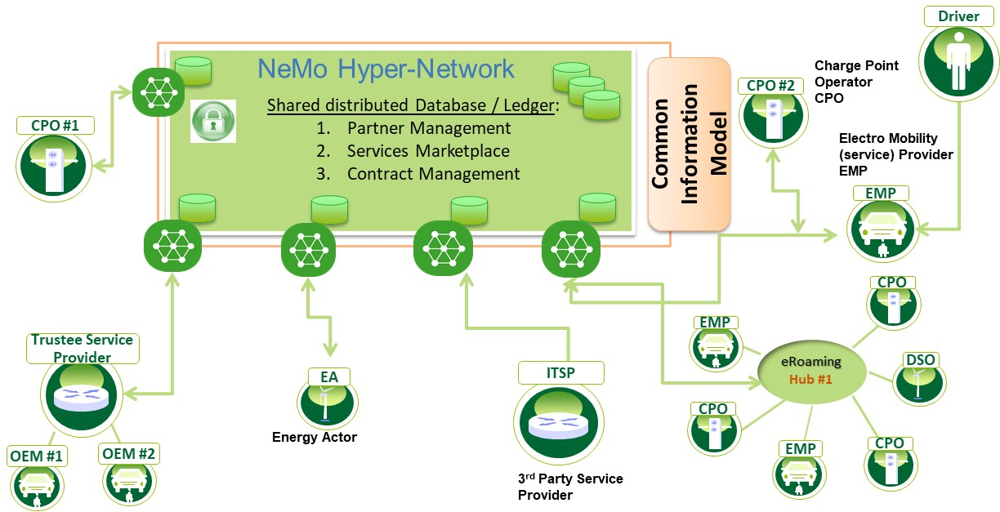 Driver
NeMo Hyper-Network
Shared distributed Database / Ledger:
1. Partner Management
2. Services Marketplace
3. Contract Management
Common
Information
Model
CPO #2
Charge Point
Operator
CPO
CPO #1
Electro Mobility
(service) Provider
EMP
EMP
CPO
EMP
Trustee Service
Provider
eRoaming
Hub #1
DSO
EA
ITSP
CPO
Energy Actor
OEM #1
OEM #2
EMP
CPO
3rd Party Service
Provider